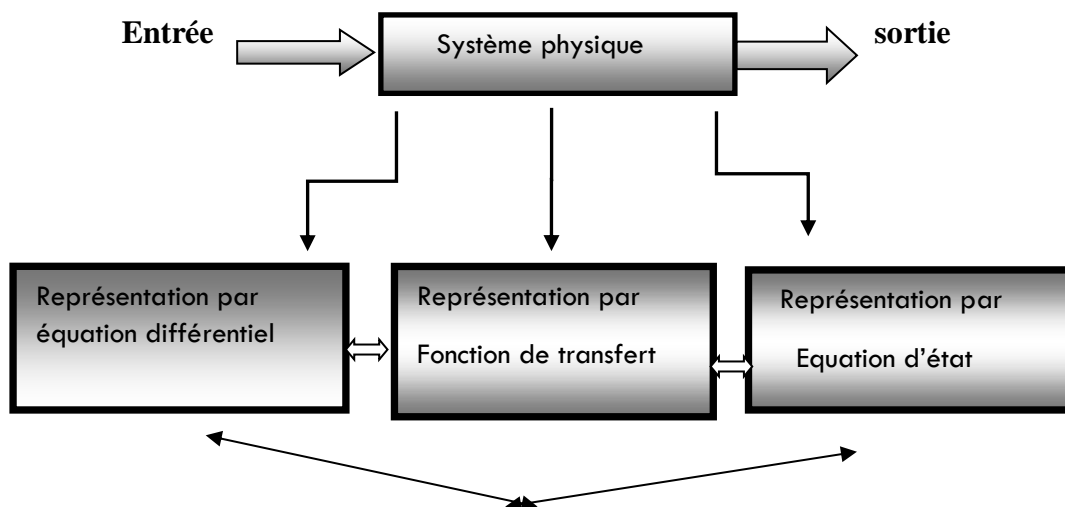 Entrée
Système physique
sortie
Représentation par
équation différentiel
Représentation par
Fonction de transfert
Représentation par
Equation d’état